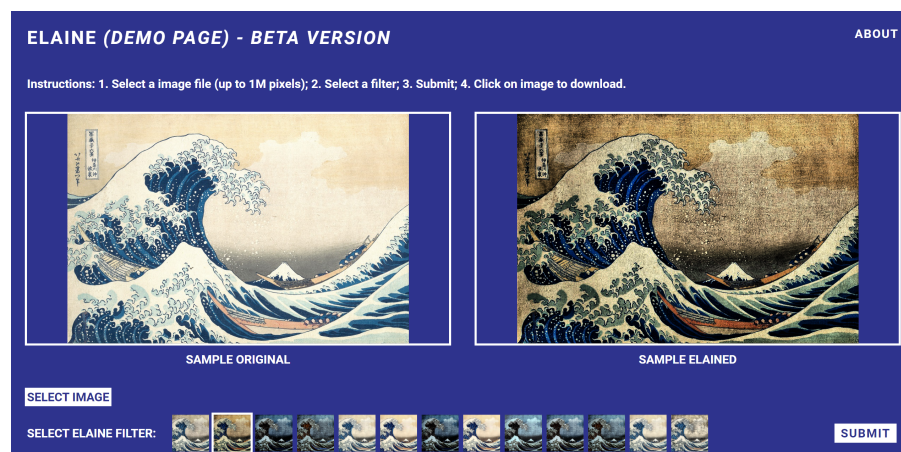 ELAINE (DEMO PAGE) - BETA VERSION
ABOUT
Instructions: 1. Select a image file (up to 1M pixels); 2. Select a filter; 3. Submit; 4. Click on image to download.
SAMPLE ORIGINAL
SAMPLE ELAINED
SELECT IMAGE
SELECT ELAINE FILTER:
SUBMIT